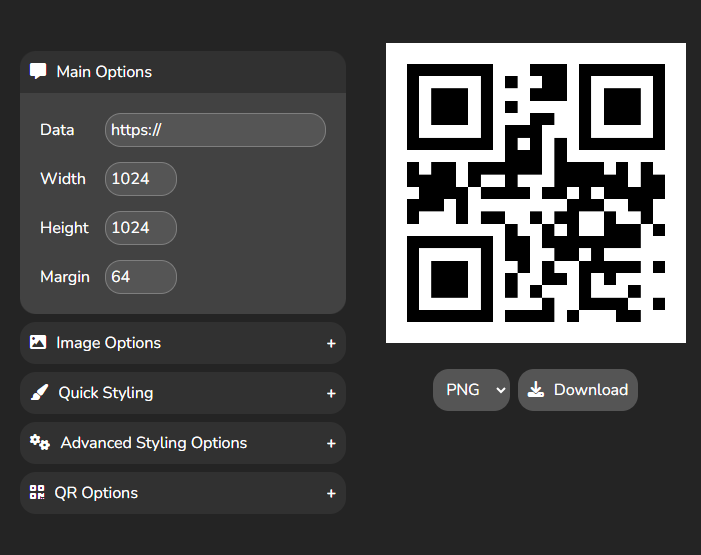 Main Options
Data https://
Width 1024
Height 1024
Margin 64
Image Options +
Quick Styling +
Advanced Styling Options +
QR Options +
PNG Download